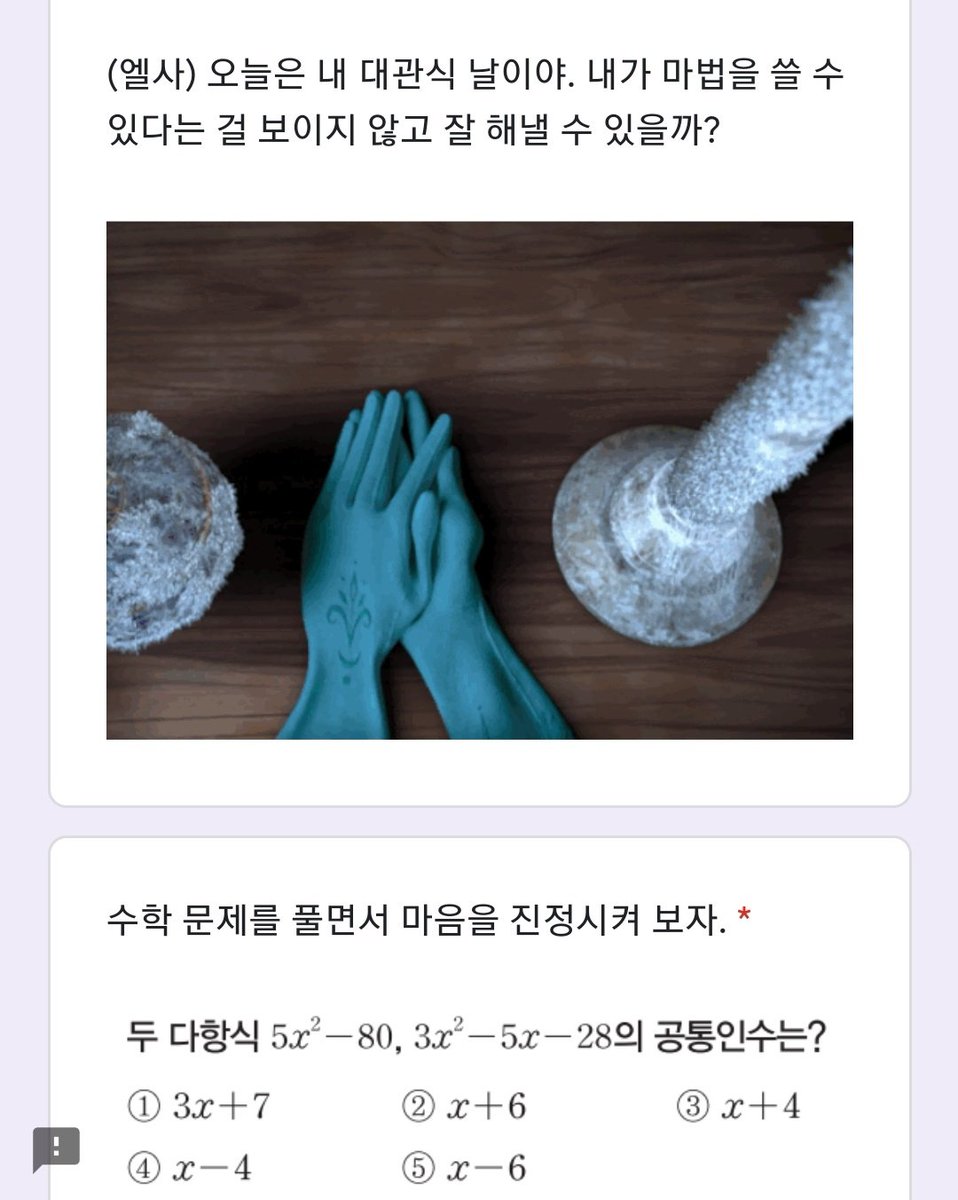 (엘사) 오늘은 내 대관식 날이야. 내가 마법을 쓸 수
있다는 걸 보이지 않고 잘 해낼 수 있을까?
수학 문제를 풀면서 마음을 진정시켜 보자. *
두 다항식 5x²−80, 3x²−5x−28의 공통인수는?
① 3x+7 ② x+6 ③ x+4
④ x−4 ⑤ x−6